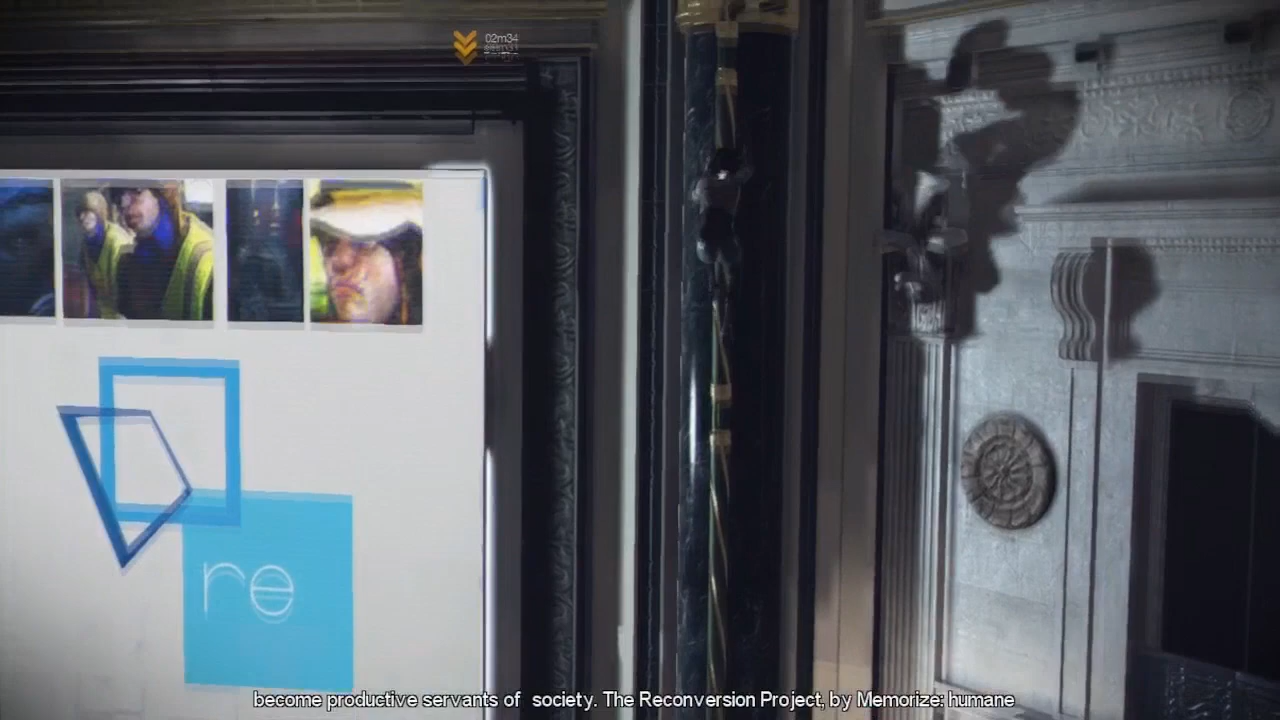 02m34
re
become productive servants of society. The Reconversion Project, by Memorize: humane